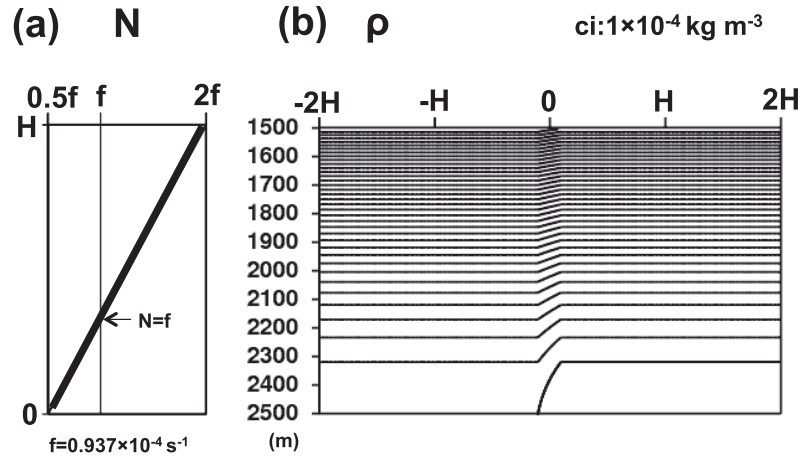 (a) N
0.5f f 2f
H
N=f
0
f=0.937×10⁻⁴ s⁻¹
(b) ρ ci:1×10⁻⁴ kg m⁻³
-2H -H 0 H 2H
1500
1600
1700
1800
1900
2000
2100
2200
2300
2400
2500
(m)